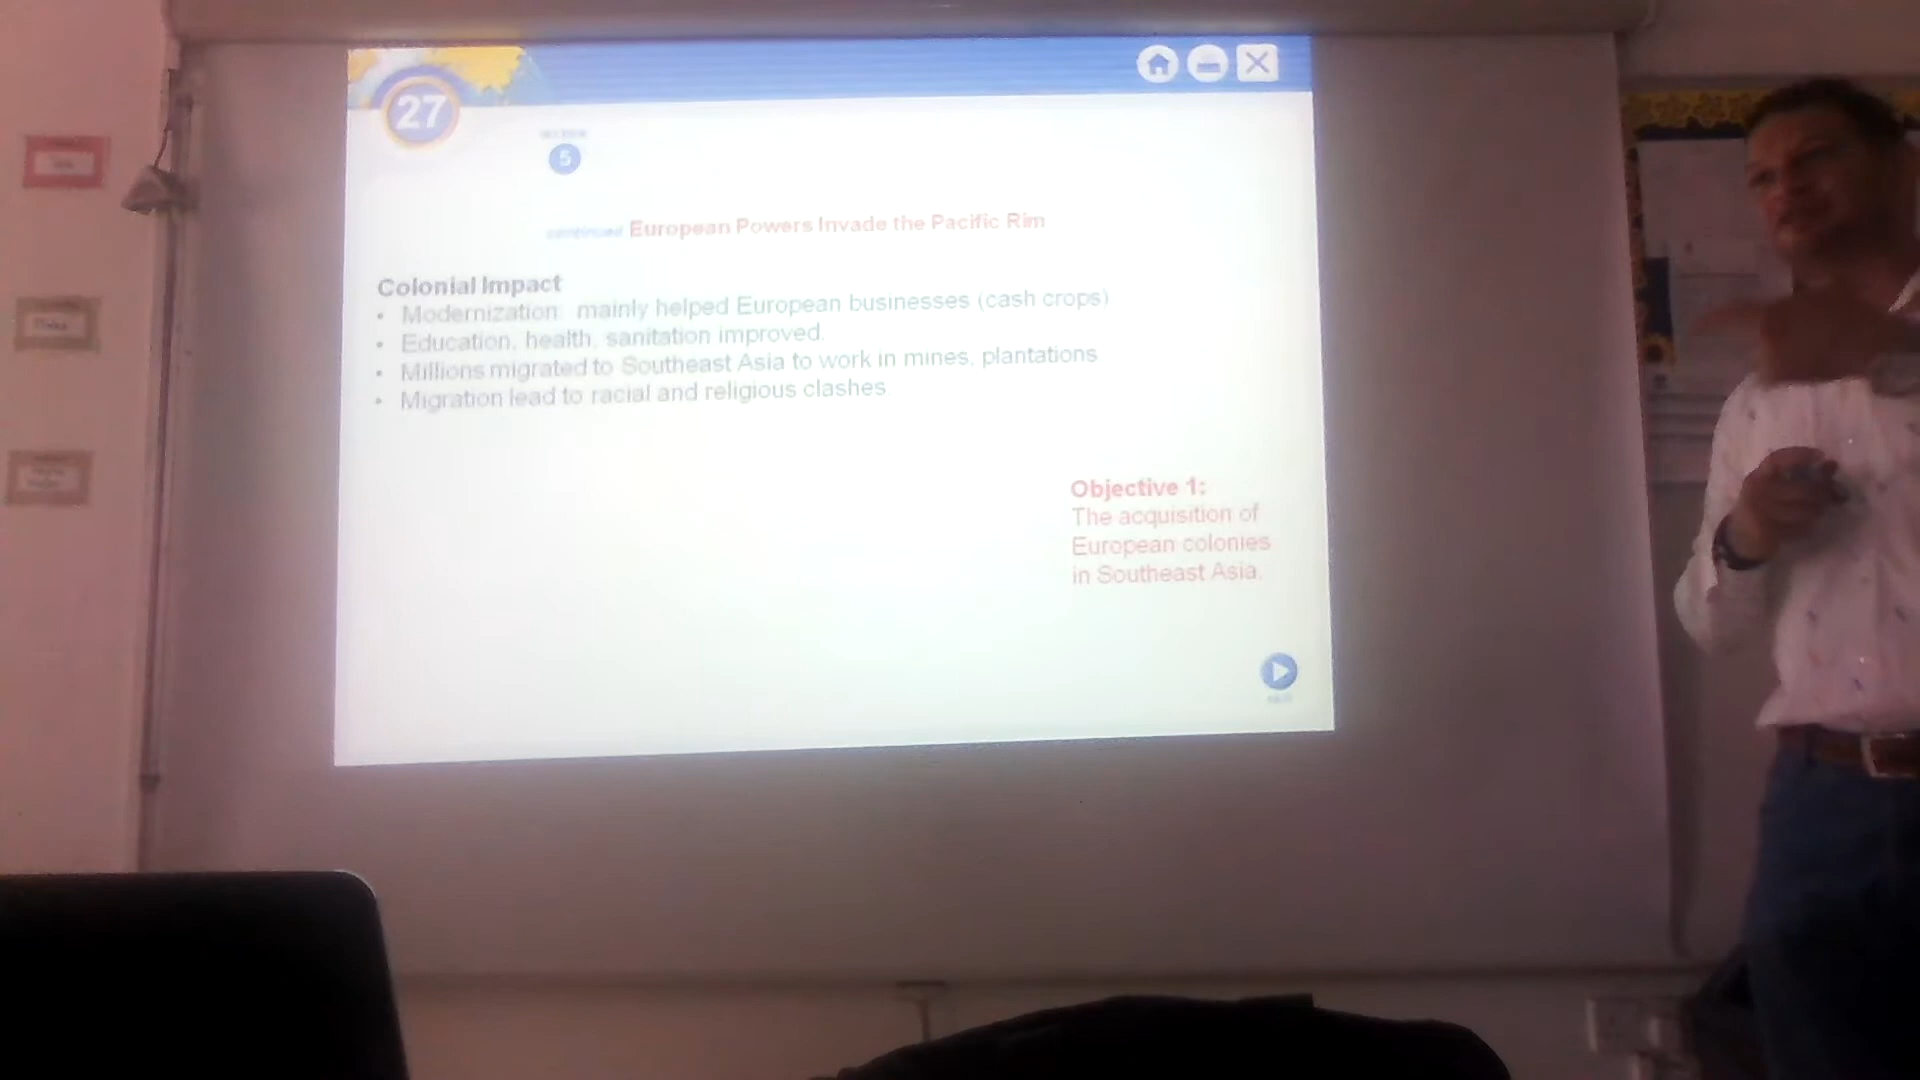 27
SECTION
5
continued European Powers Invade the Pacific Rim
Colonial Impact
• Modernization: mainly helped European businesses (cash crops)
• Education, health, sanitation improved.
• Millions migrated to Southeast Asia to work in mines, plantations
• Migration lead to racial and religious clashes
Objective 1:
The acquisition of
European colonies
in Southeast Asia.